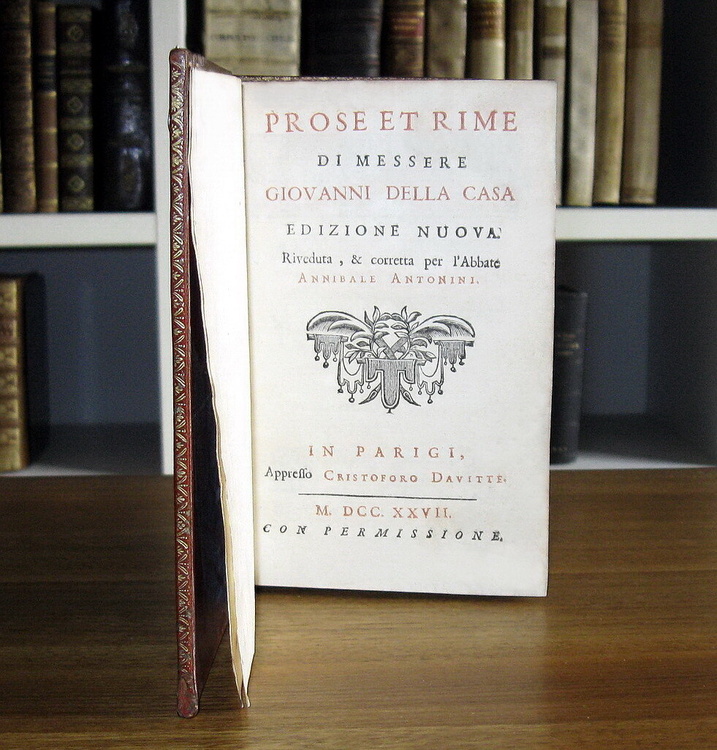 PROSE ET RIME
DI MESSERE
GIOVANNI DELLA CASA
EDIZIONE NUOVA.
Riveduta , & corretta per l'Abbate
ANNIBALE ANTONINI.
IN PARIGI,
Appresso CRISTOFORO DAVITTE.
M. DCC. XXVII.
CON PERMISSIONE.